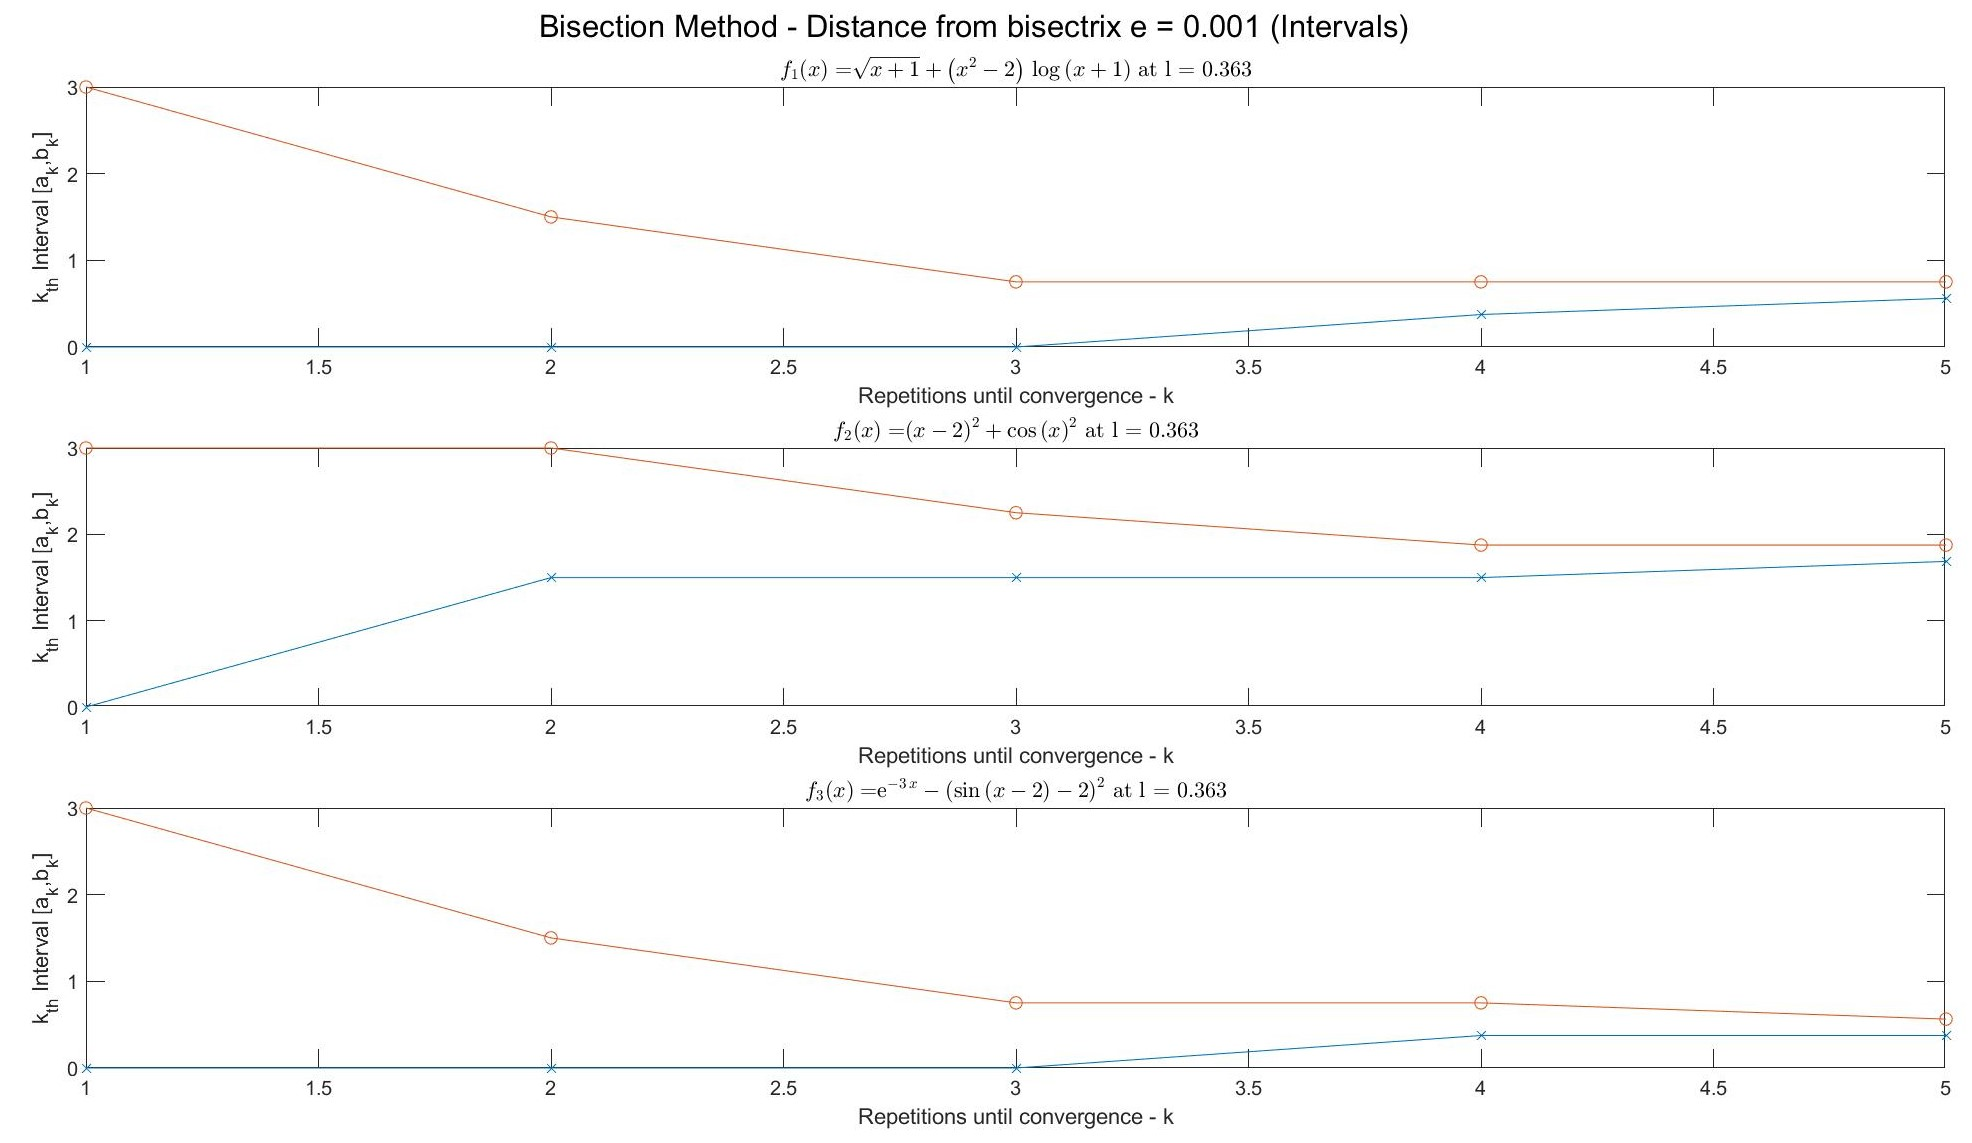 Bisection Method - Distance from bisectrix e = 0.001 (Intervals)
f₁(x) =√(x + 1) + (x² − 2) log (x + 1) at l = 0.363
3
2
1
0
k_th Interval [a_k,b_k]
1 1.5 2 2.5 3 3.5 4 4.5 5
Repetitions until convergence - k
f₂(x) =(x − 2)² + cos (x)² at l = 0.363
3
2
1
0
k_th Interval [a_k,b_k]
1 1.5 2 2.5 3 3.5 4 4.5 5
Repetitions until convergence - k
f₃(x) =e^{−3 x} − (sin (x − 2) − 2)² at l = 0.363
3
2
1
0
k_th Interval [a_k,b_k]
1 1.5 2 2.5 3 3.5 4 4.5 5
Repetitions until convergence - k